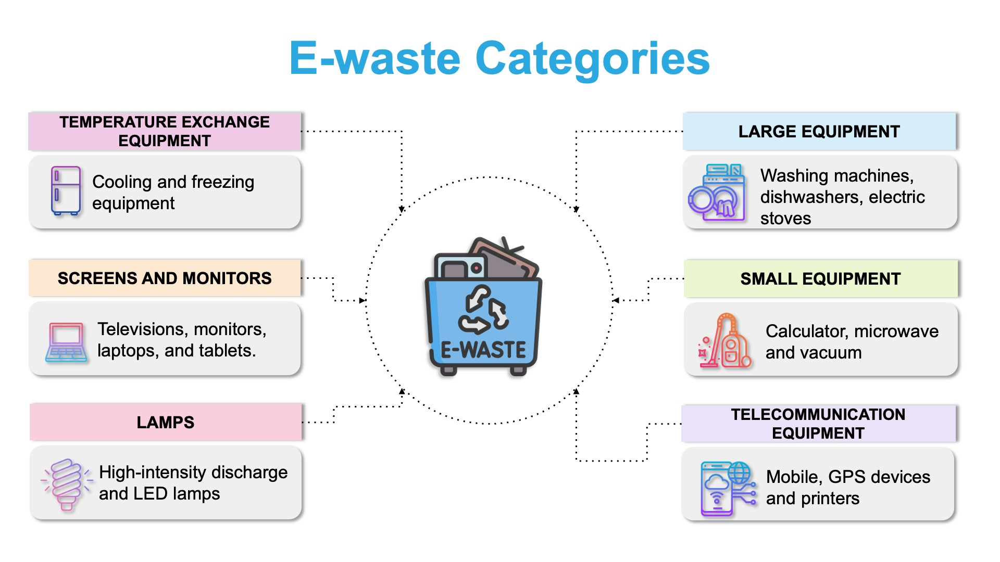 E-waste Categories
TEMPERATURE EXCHANGE
EQUIPMENT
Cooling and freezing
equipment
SCREENS AND MONITORS
Televisions, monitors,
laptops, and tablets.
LAMPS
High-intensity discharge
and LED lamps
E-WASTE
LARGE EQUIPMENT
Washing machines,
dishwashers, electric
stoves
SMALL EQUIPMENT
Calculator, microwave
and vacuum
TELECOMMUNICATION
EQUIPMENT
Mobile, GPS devices
and printers